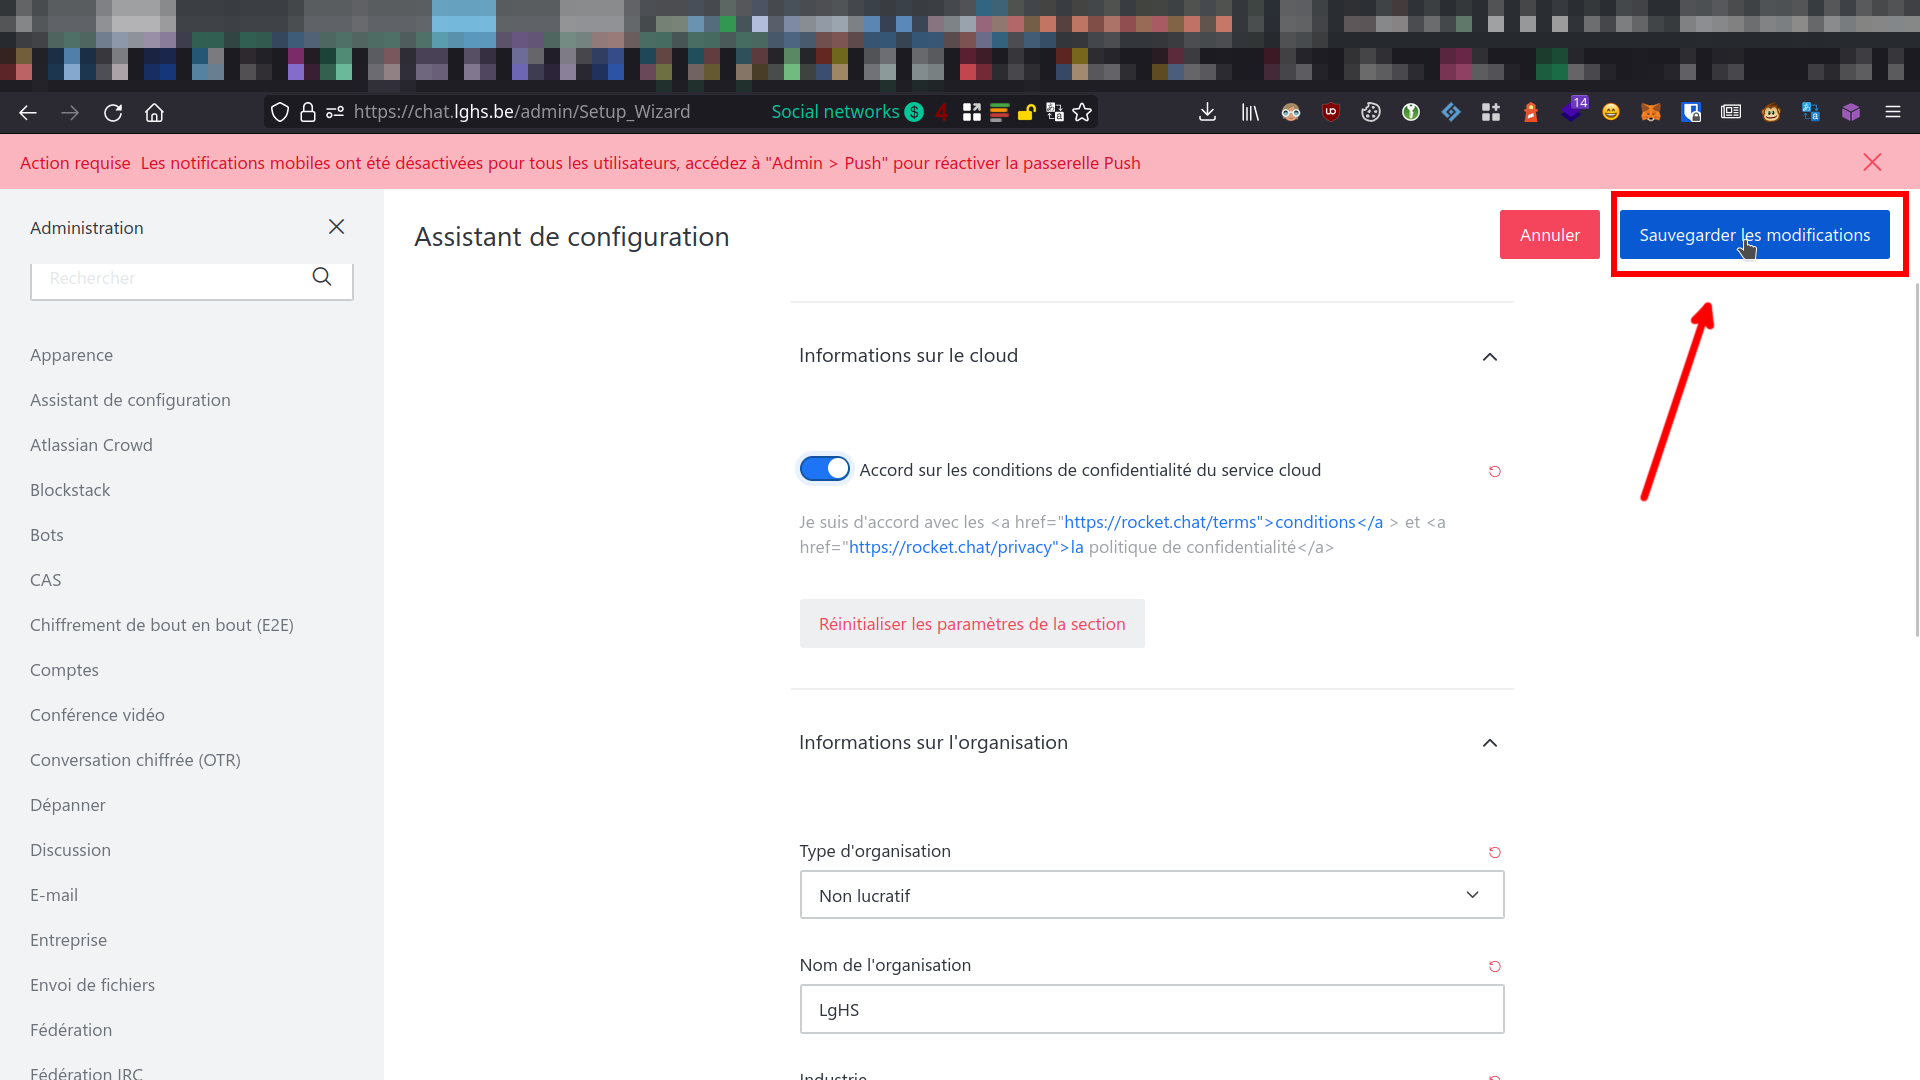 https://chat.lghs.be/admin/Setup_Wizard
Social networks
4
14
Action requise Les notifications mobiles ont été désactivées pour tous les utilisateurs, accédez à "Admin > Push" pour réactiver la passerelle Push
Administration
Rechercher
Apparence
Assistant de configuration
Atlassian Crowd
Blockstack
Bots
CAS
Chiffrement de bout en bout (E2E)
Comptes
Conférence vidéo
Conversation chiffrée (OTR)
Dépanner
Discussion
E-mail
Entreprise
Envoi de fichiers
Fédération
Fédération IRC
Assistant de configuration
Annuler
Sauvegarder les modifications
Informations sur le cloud
Accord sur les conditions de confidentialité du service cloud
Je suis d'accord avec les <a href="https://rocket.chat/terms">conditions</a > et <a
href="https://rocket.chat/privacy">la politique de confidentialité</a>
Réinitialiser les paramètres de la section
Informations sur l'organisation
Type d'organisation
Non lucratif
Nom de l'organisation
LgHS
Industrie